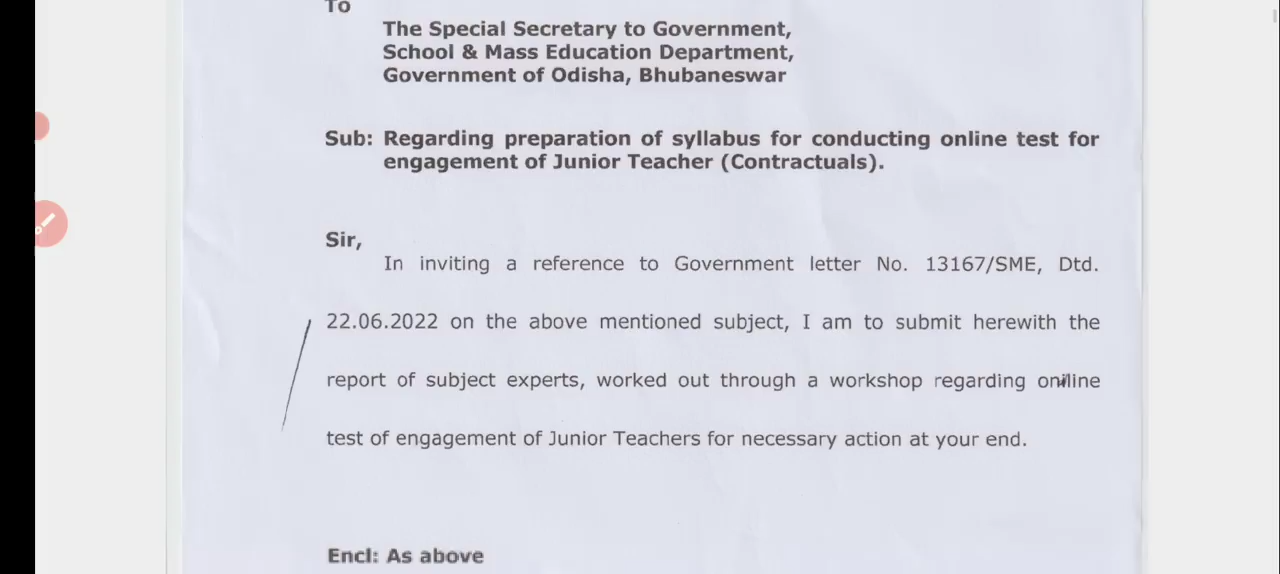 To
The Special Secretary to Government,
School & Mass Education Department,
Government of Odisha, Bhubaneswar
Sub: Regarding preparation of syllabus for conducting online test for
engagement of Junior Teacher (Contractuals).
Sir,
In inviting a reference to Government letter No. 13167/SME, Dtd.
22.06.2022 on the above mentioned subject, I am to submit herewith the
report of subject experts, worked out through a workshop regarding online
test of engagement of Junior Teachers for necessary action at your end.
Encl: As above